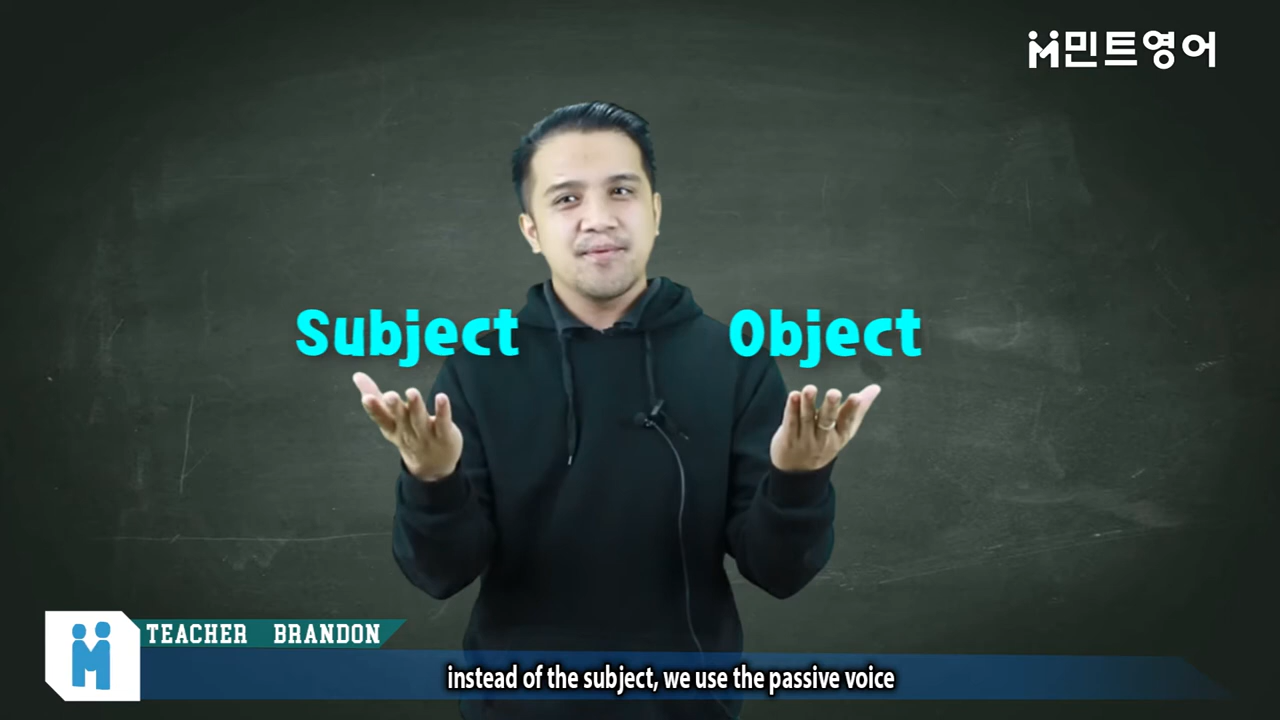 민트영어
Subject Object
TEACHER BRANDON
instead of the subject, we use the passive voice